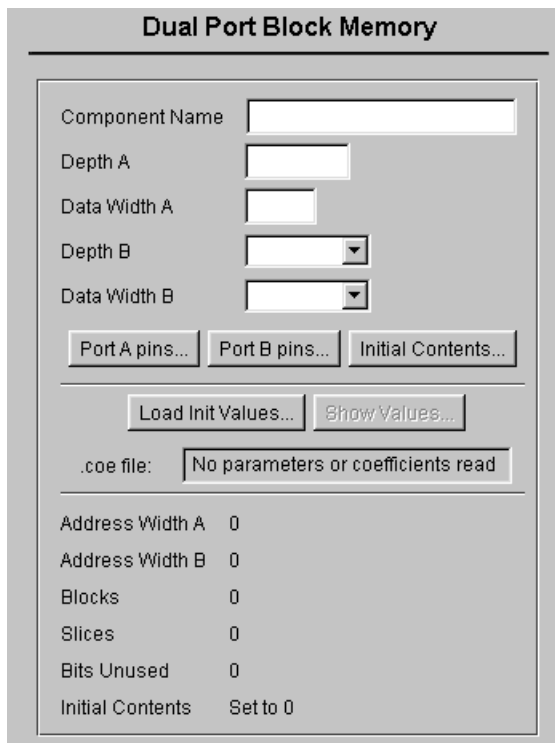 Dual Port Block Memory
Component Name
Depth A
Data Width A
Depth B
Data Width B
Port A pins... Port B pins... Initial Contents...
Load Init Values... Show Values...
.coe file: No parameters or coefficients read
Address Width A 0
Address Width B 0
Blocks 0
Slices 0
Bits Unused 0
Initial Contents Set to 0